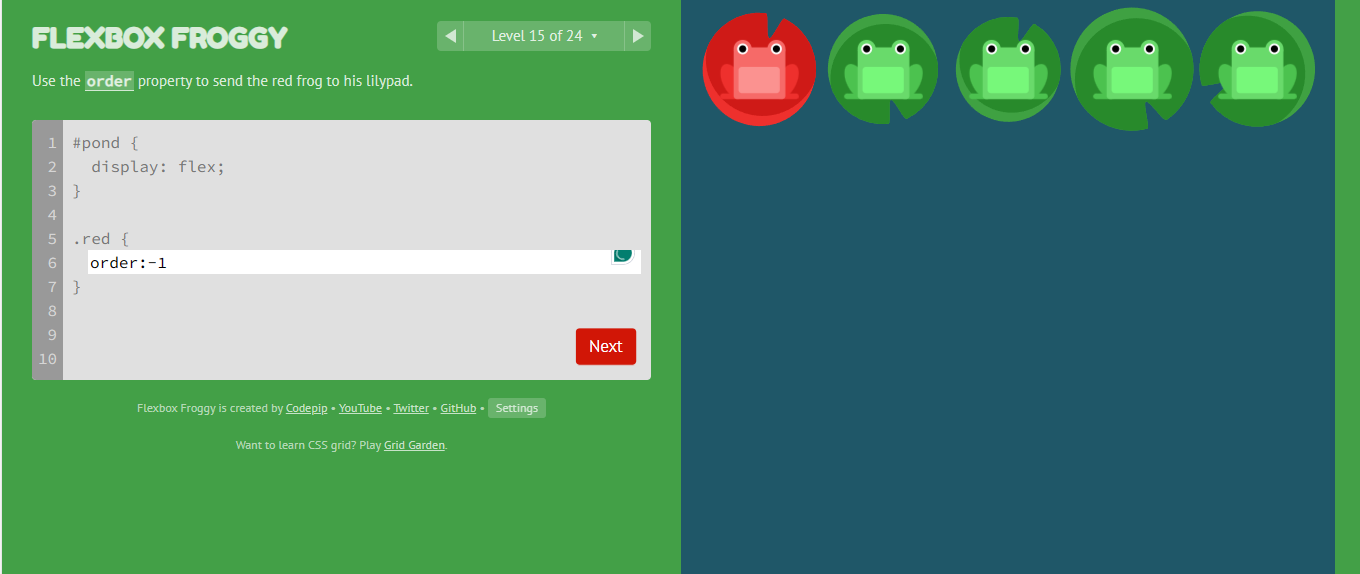 FLEXBOX FROGGY
◀ Level 15 of 24 ▾ ▶
Use the order property to send the red frog to his lilypad.
1 #pond {
2   display: flex;
3 }
4
5 .red {
6   order:-1
7 }
8
9
10
Next
Flexbox Froggy is created by Codepip • YouTube • Twitter • GitHub • Settings
Want to learn CSS grid? Play Grid Garden.